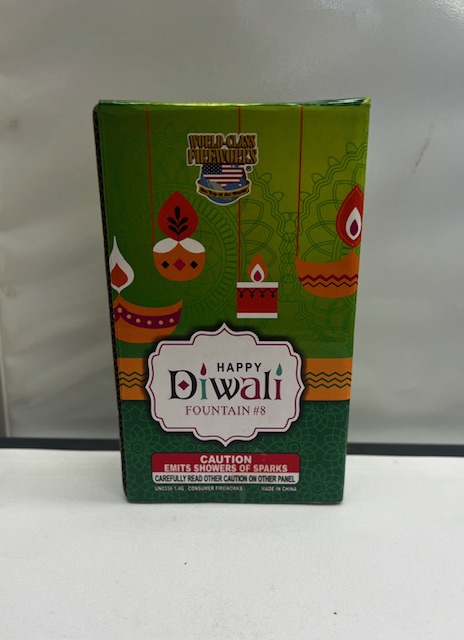 WORLD-CLASS
FIREWORKS
®
HAPPY
Diwali
FOUNTAIN #8
CAUTION
EMITS SHOWERS OF SPARKS
CAREFULLY READ OTHER CAUTION ON OTHER PANEL
UN0336 1.4G CONSUMER FIREWORKS MADE IN CHINA